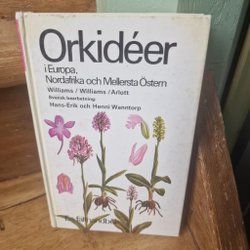 Orkidéer
i Europa,
Nordafrika och Mellersta Östern
Williams / Williams / Arlott
Svensk bearbetning
Hans-Erik och Henni Wanntorp